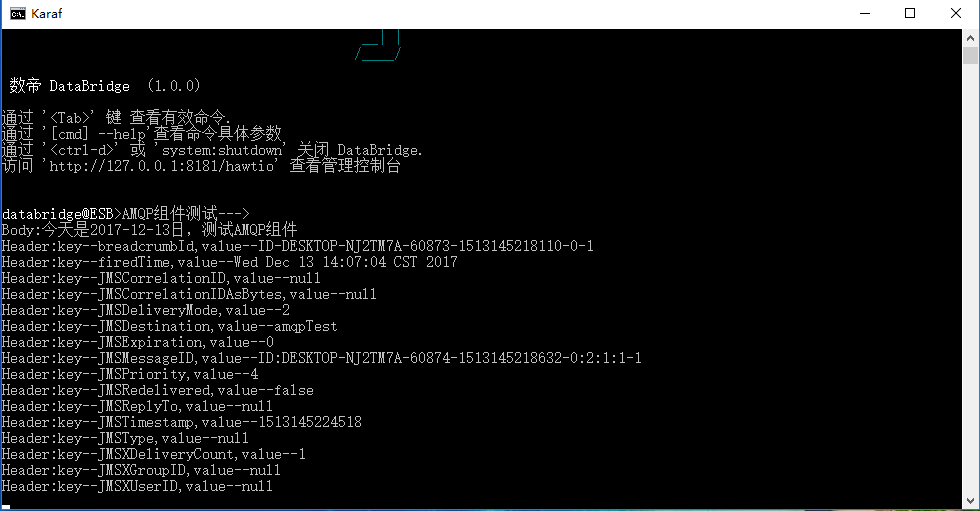 Karaf
数帝 DataBridge （1.0.0）
通过 '<Tab>' 键 查看有效命令.
通过 '[cmd] --help'查看命令具体参数
通过 '<ctrl-d>' 或 'system:shutdown' 关闭 DataBridge.
访问 'http://127.0.0.1:8181/hawtio' 查看管理控制台
databridge@ESB>AMQP组件测试--->
Body:今天是2017-12-13日，测试AMQP组件
Header:key--breadcrumbId,value--ID-DESKTOP-NJ2TM7A-60873-1513145218110-0-1
Header:key--firedTime,value--Wed Dec 13 14:07:04 CST 2017
Header:key--JMSCorrelationID,value--null
Header:key--JMSCorrelationIDAsBytes,value--null
Header:key--JMSDeliveryMode,value--2
Header:key--JMSDestination,value--amqpTest
Header:key--JMSExpiration,value--0
Header:key--JMSMessageID,value--ID:DESKTOP-NJ2TM7A-60874-1513145218632-0:2:1:1-1
Header:key--JMSPriority,value--4
Header:key--JMSRedelivered,value--false
Header:key--JMSReplyTo,value--null
Header:key--JMSTimestamp,value--1513145224518
Header:key--JMSType,value--null
Header:key--JMSXDeliveryCount,value--1
Header:key--JMSXGroupID,value--null
Header:key--JMSXUserID,value--null